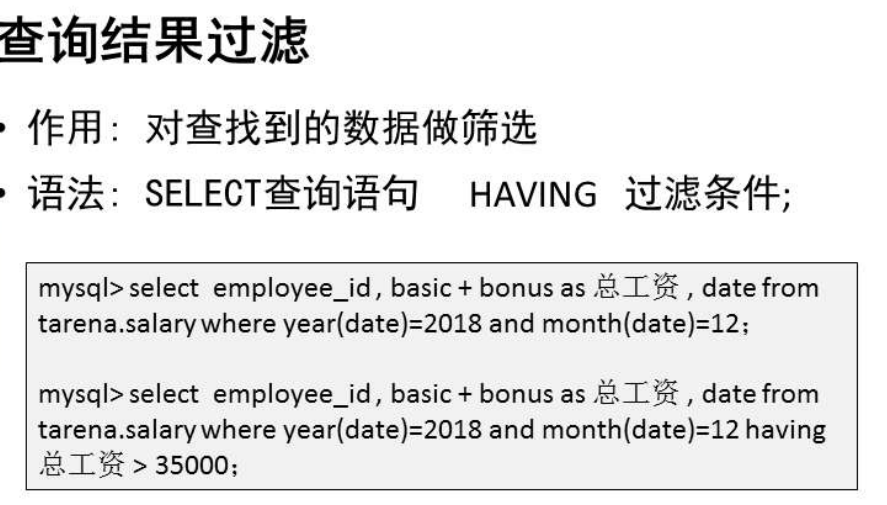 查询结果过滤
• 作用: 对查找到的数据做筛选
• 语法: SELECT查询语句 HAVING 过滤条件;
mysql> select employee_id , basic + bonus as 总工资 , date from
tarena.salary where year(date)=2018 and month(date)=12；
mysql> select employee_id , basic + bonus as 总工资 , date from
tarena.salary where year(date)=2018 and month(date)=12 having
总工资 > 35000；